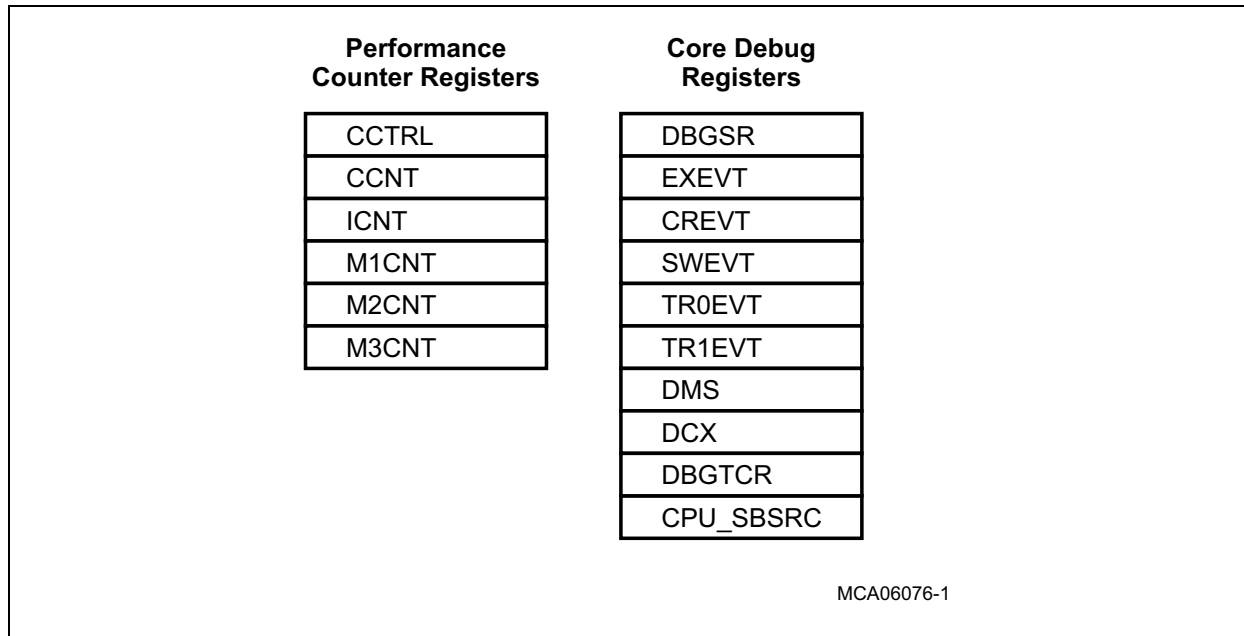 Performance
Counter Registers
CCTRL
CCNT
ICNT
M1CNT
M2CNT
M3CNT
Core Debug
Registers
DBGSR
EXEVT
CREVT
SWEVT
TR0EVT
TR1EVT
DMS
DCX
DBGTCR
CPU_SBSRC
MCA06076-1